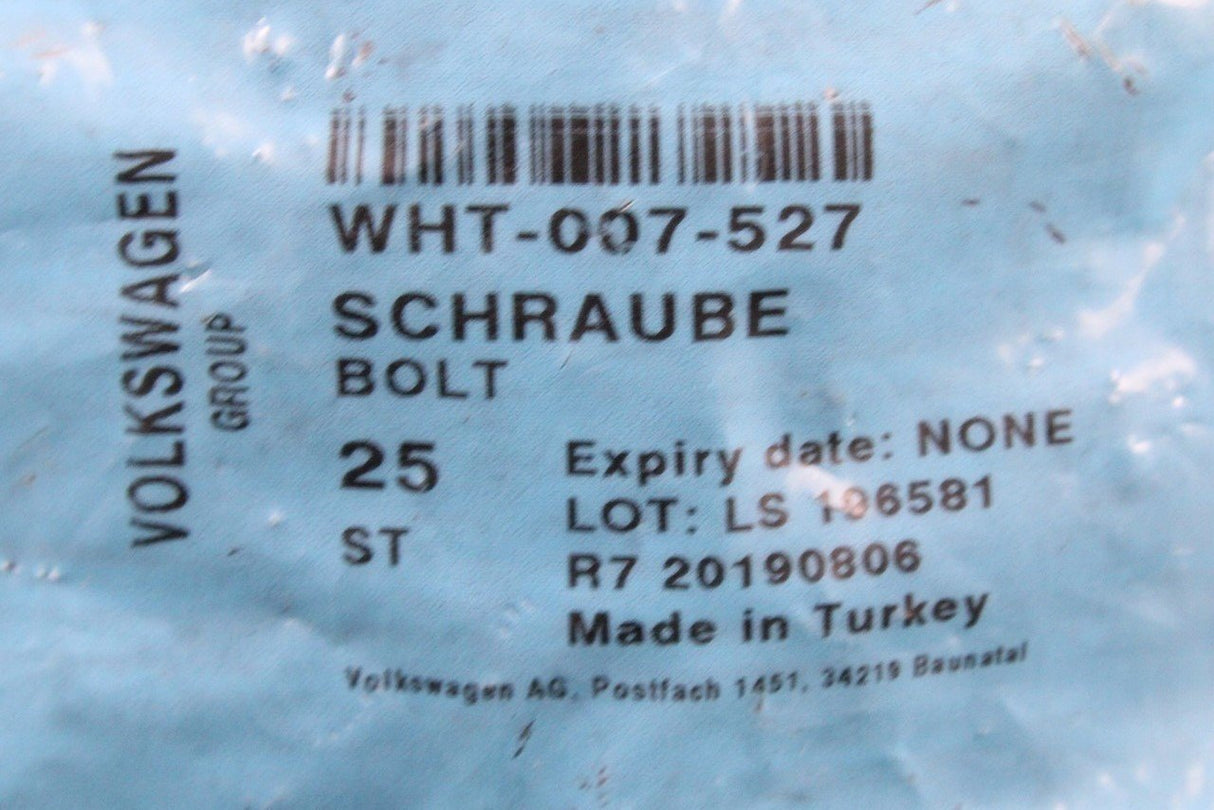 VOLKSWAGEN
GROUP
WHT-007-527
SCHRAUBE
BOLT
25
ST
Expiry date: NONE
LOT: LS 196581
R7 20190806
Made in Turkey
Volkswagen AG, Postfach 1451, 34219 Baunatal